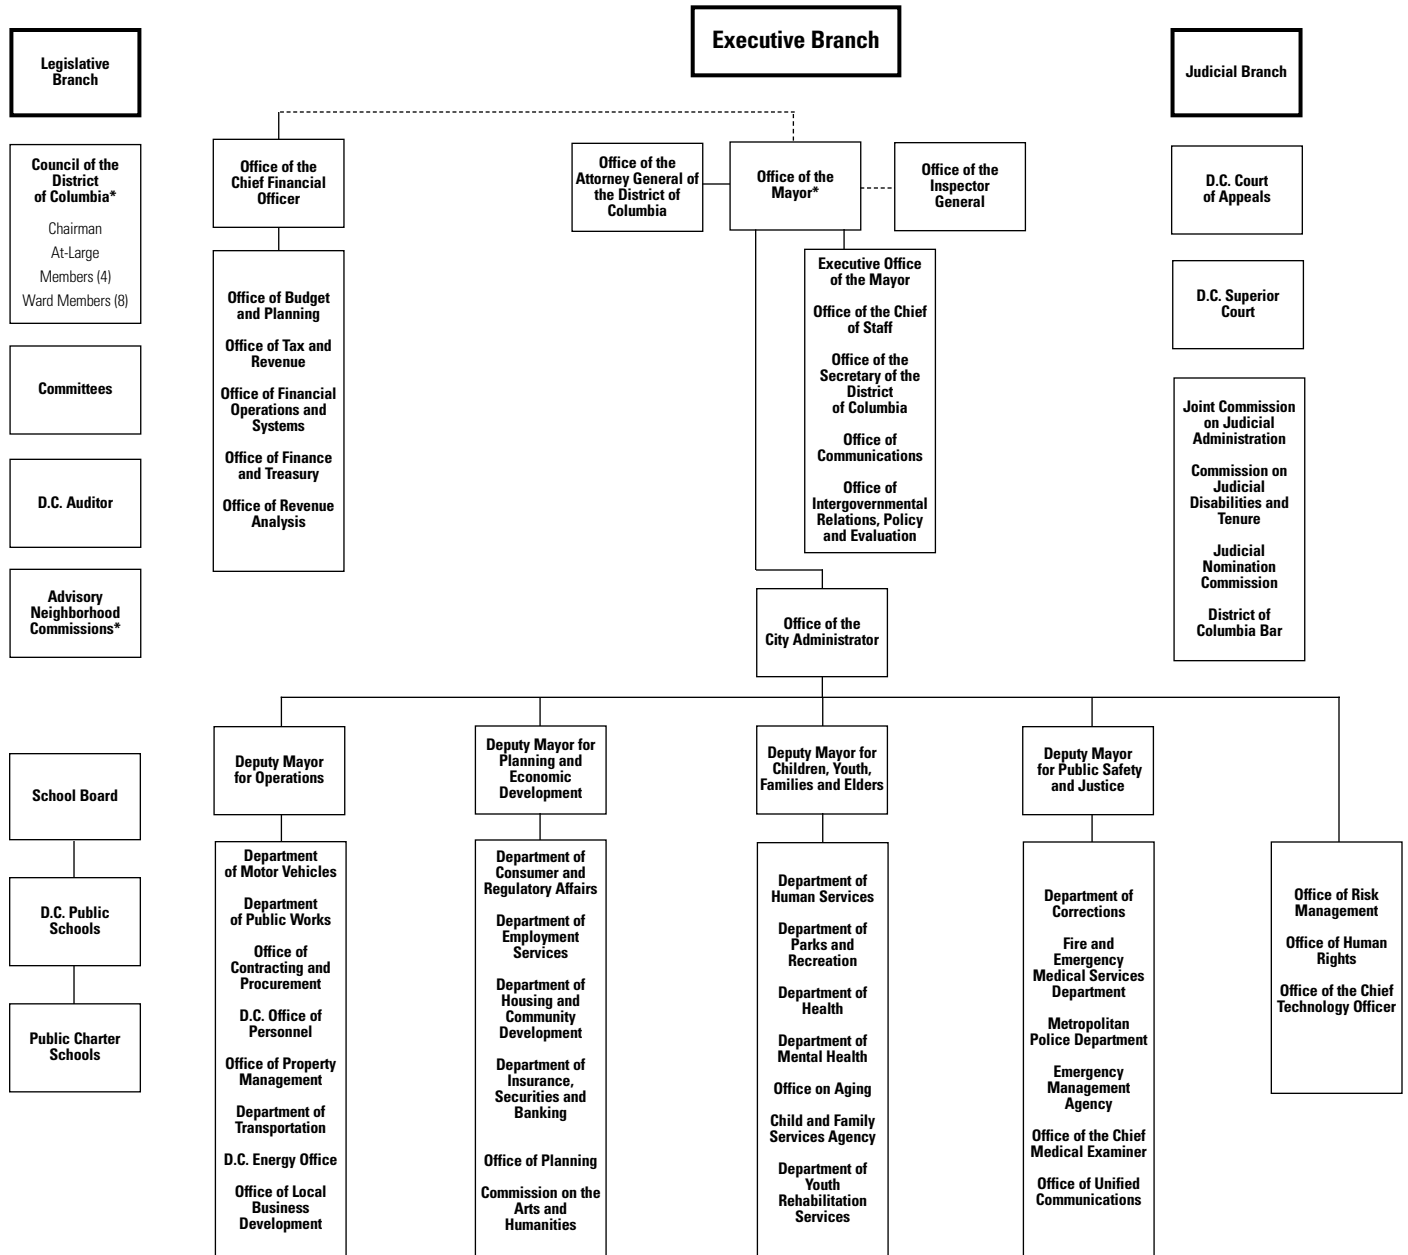 Executive Branch
Legislative
Branch
Judicial Branch
Council of the
District
of Columbia*
Chairman
At-Large
Members (4)
Ward Members (8)
Committees
D.C. Auditor
Advisory
Neighborhood
Commissions*
School Board
D.C. Public
Schools
Public Charter
Schools
Office of the
Chief Financial
Officer
Office of Budget
and Planning
Office of Tax and
Revenue
Office of Financial
Operations and
Systems
Office of Finance
and Treasury
Office of Revenue
Analysis
Office of the
Attorney General of
the District of
Columbia
Office of the
Mayor*
Office of the
Inspector
General
Executive Office
of the Mayor
Office of the Chief
of Staff
Office of the
Secretary of the
District
of Columbia
Office of
Communications
Office of
Intergovernmental
Relations, Policy
and Evaluation
D.C. Court
of Appeals
D.C. Superior
Court
Joint Commission
on Judicial
Administration
Commission on
Judicial
Disabilities and
Tenure
Judicial
Nomination
Commission
District of
Columbia Bar
Office of the
City Administrator
Deputy Mayor
for Operations
Department
of Motor Vehicles
Department
of Public Works
Office of
Contracting and
Procurement
D.C. Office of
Personnel
Office of Property
Management
Department of
Transportation
D.C. Energy Office
Office of Local
Business
Development
Deputy Mayor for
Planning and
Economic
Development
Department of
Consumer and
Regulatory Affairs
Department of
Employment
Services
Department of
Housing and
Community
Development
Department of
Insurance,
Securities and
Banking
Office of Planning
Commission on the
Arts and
Humanities
Deputy Mayor for
Children, Youth,
Families and Elders
Department of
Human Services
Department of
Parks and
Recreation
Department of
Health
Department of
Mental Health
Office on Aging
Child and Family
Services Agency
Department of
Youth
Rehabilitation
Services
Deputy Mayor
for Public Safety
and Justice
Department of
Corrections
Fire and
Emergency
Medical Services
Department
Metropolitan
Police Department
Emergency
Management
Agency
Office of the Chief
Medical Examiner
Office of Unified
Communications
Office of Risk
Management
Office of Human
Rights
Office of the Chief
Technology Officer